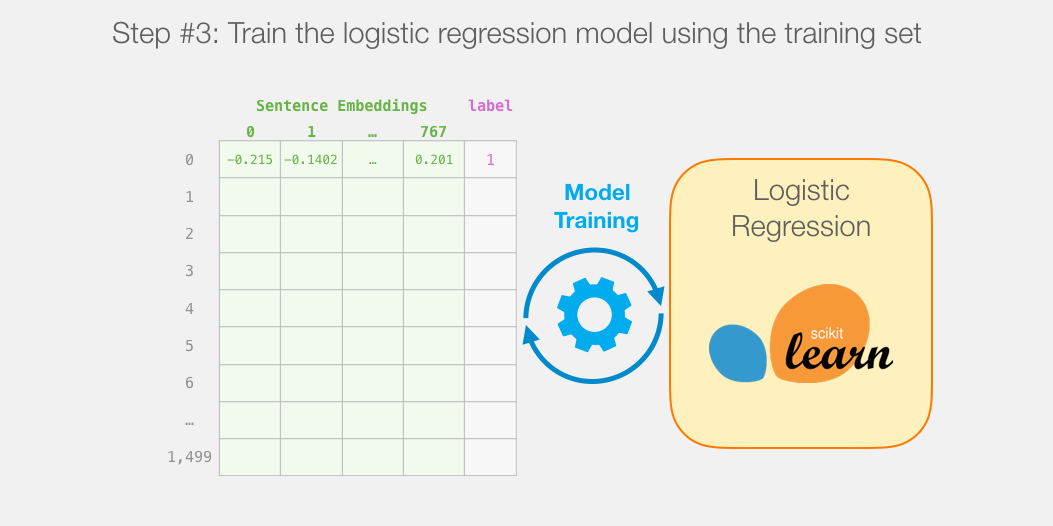 Step #3: Train the logistic regression model using the training set
Sentence Embeddings label
0 1 … 767
0 −0.215 −0.1402 … 0.201 1
1
2
3
4
5
6
…
1,499
Model
Training
Logistic
Regression
scikit
learn